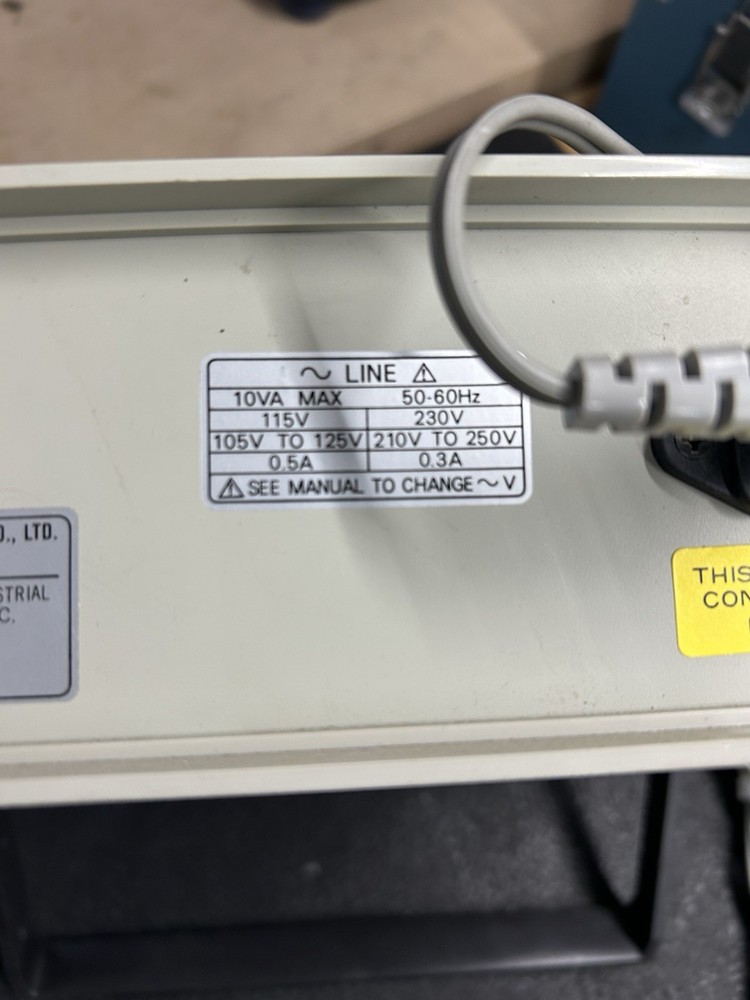 ~ LINE ⚠
10VA MAX 50-60Hz
115V 230V
105V TO 125V 210V TO 250V
0.5A 0.3A
⚠ SEE MANUAL TO CHANGE ~ V
O., LTD.
STRIAL
C.
THIS
CON